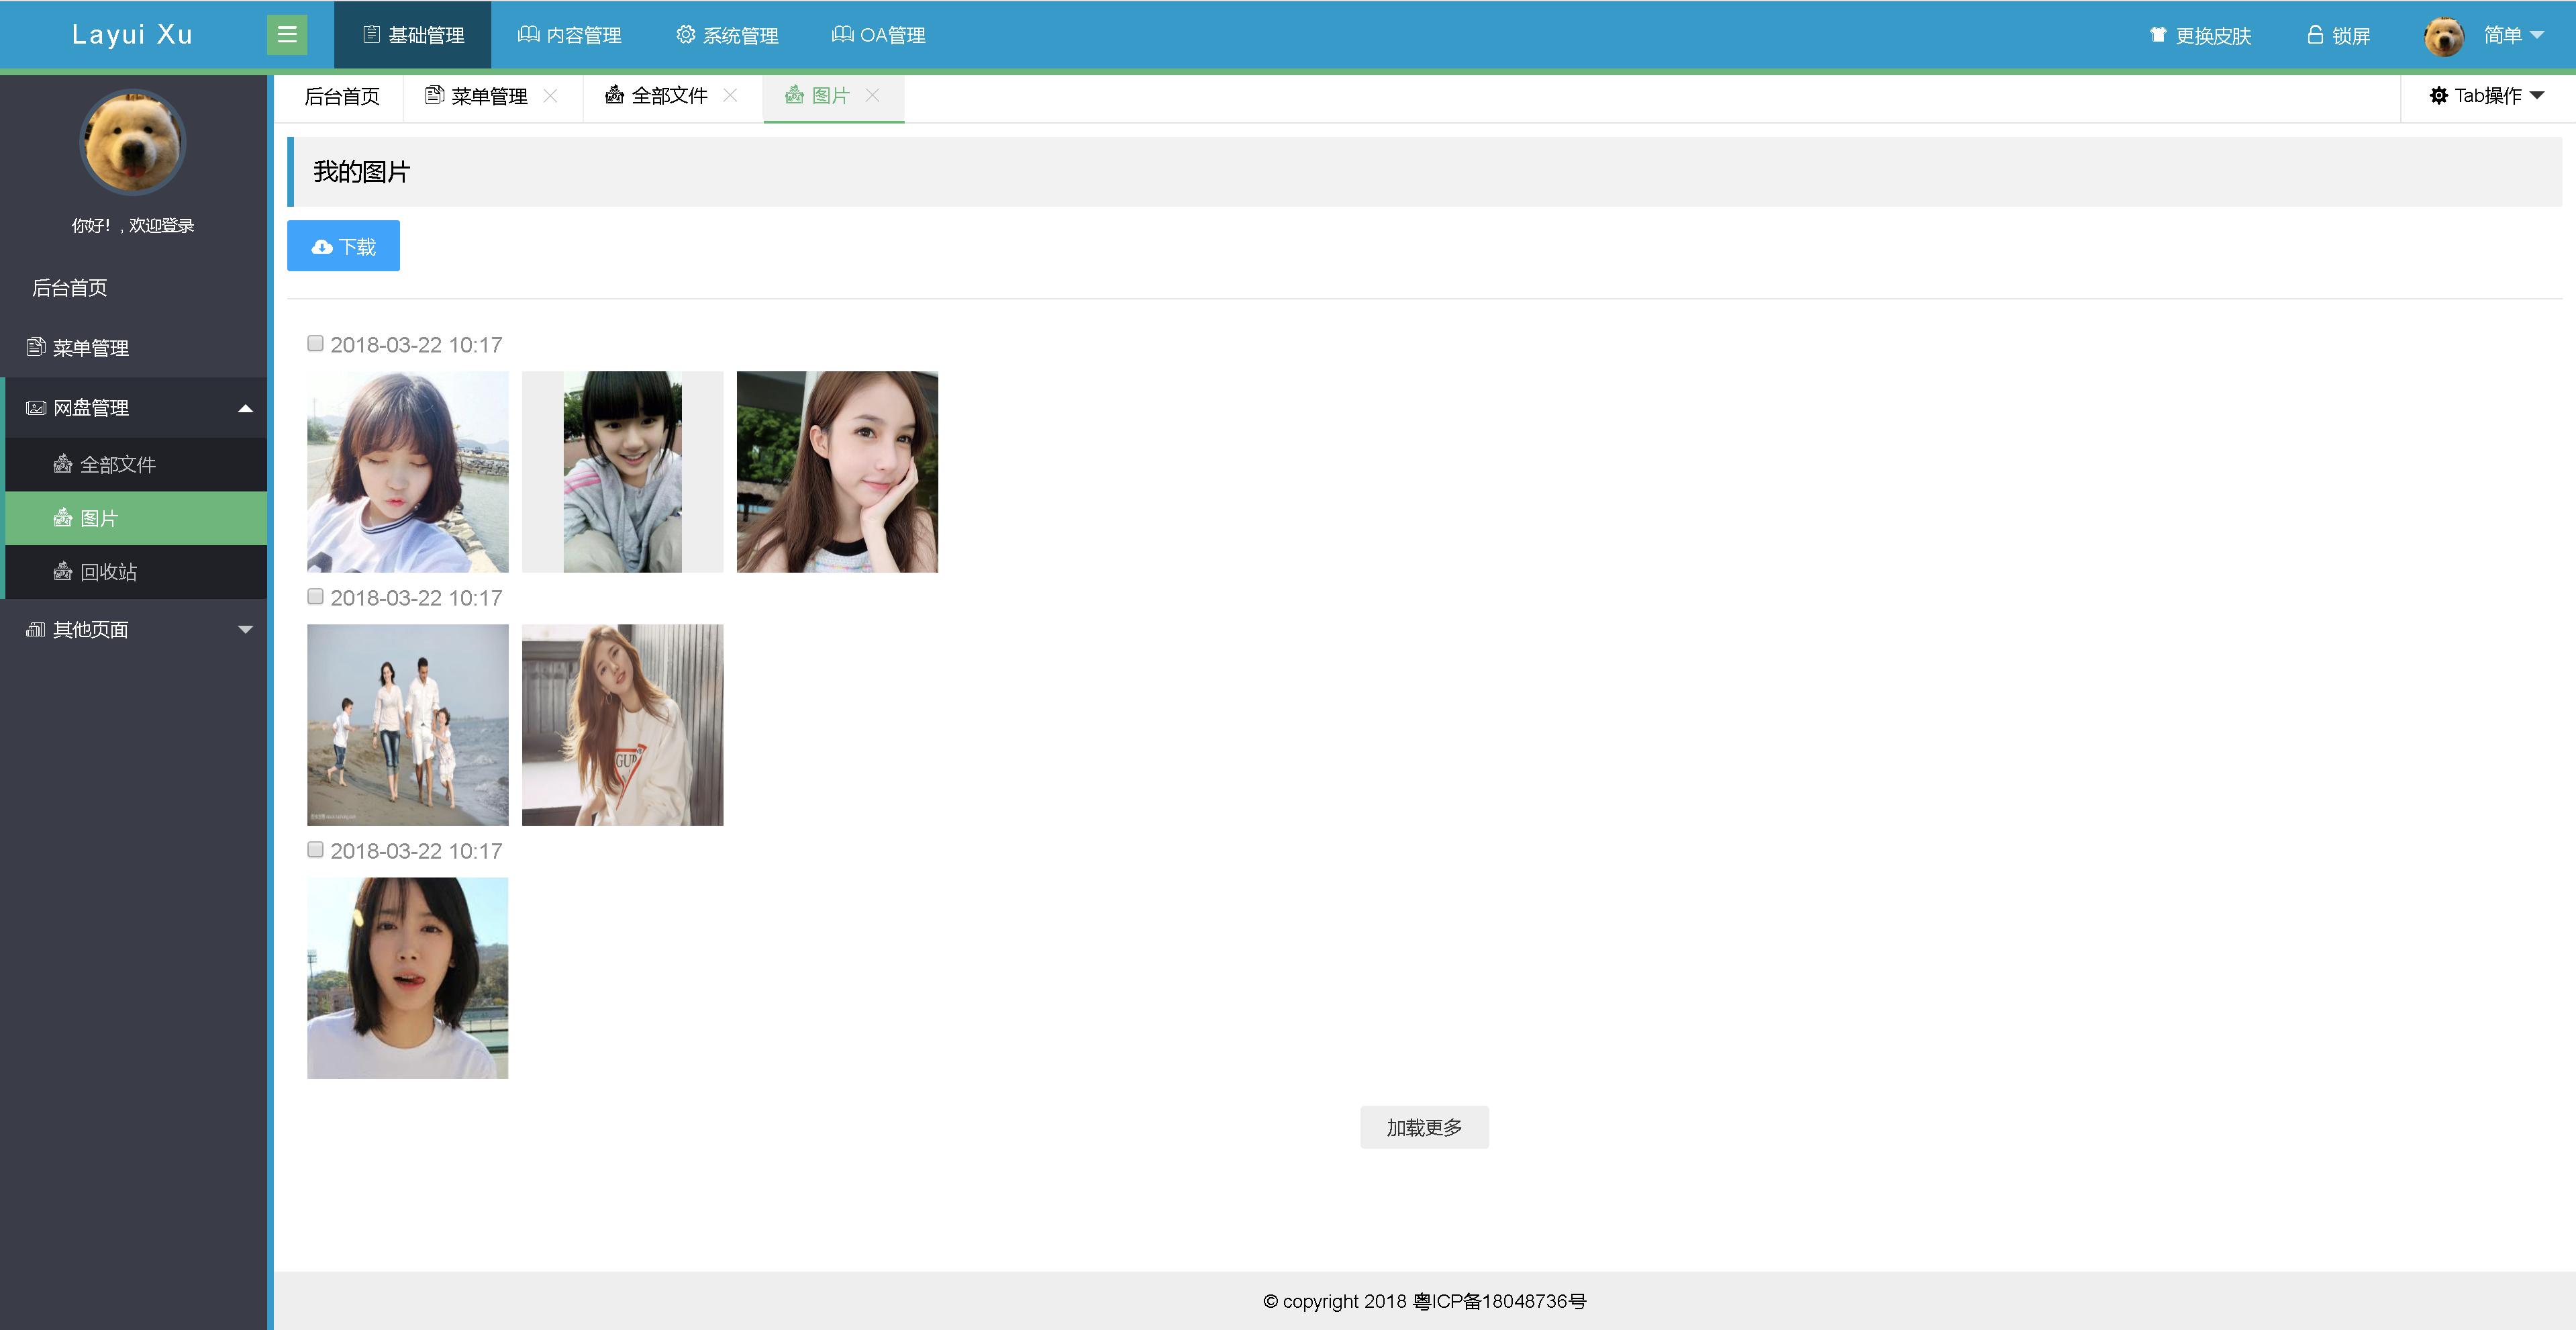 Layui Xu
基础管理
内容管理
系统管理
OA管理
更换皮肤
锁屏
简单
你好！, 欢迎登录
后台首页
菜单管理
网盘管理
全部文件
图片
回收站
其他页面
后台首页
菜单管理
全部文件
图片
Tab操作
我的图片
下载
2018-03-22 10:17
2018-03-22 10:17
2018-03-22 10:17
加载更多
© copyright 2018 粤ICP备18048736号